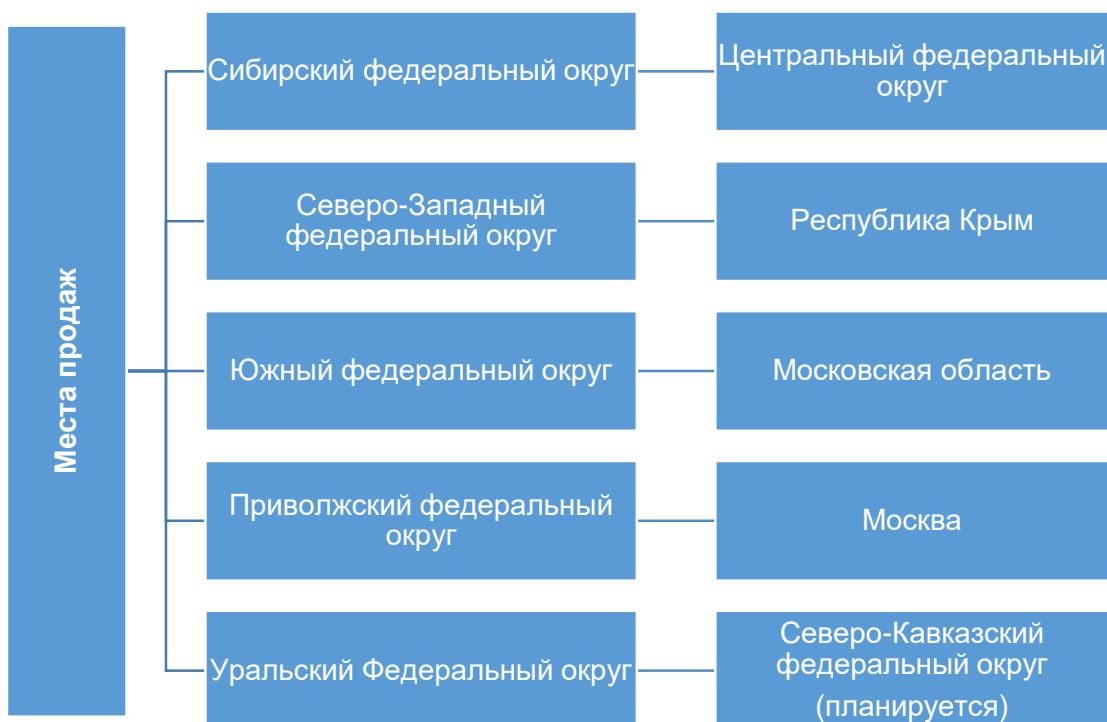 Места продаж
Сибирский федеральный округ
Центральный федеральный
округ
Северо-Западный
федеральный округ
Республика Крым
Южный федеральный округ
Московская область
Приволжский федеральный
округ
Москва
Уральский Федеральный округ
Северо-Кавказский
федеральный округ
(планируется)